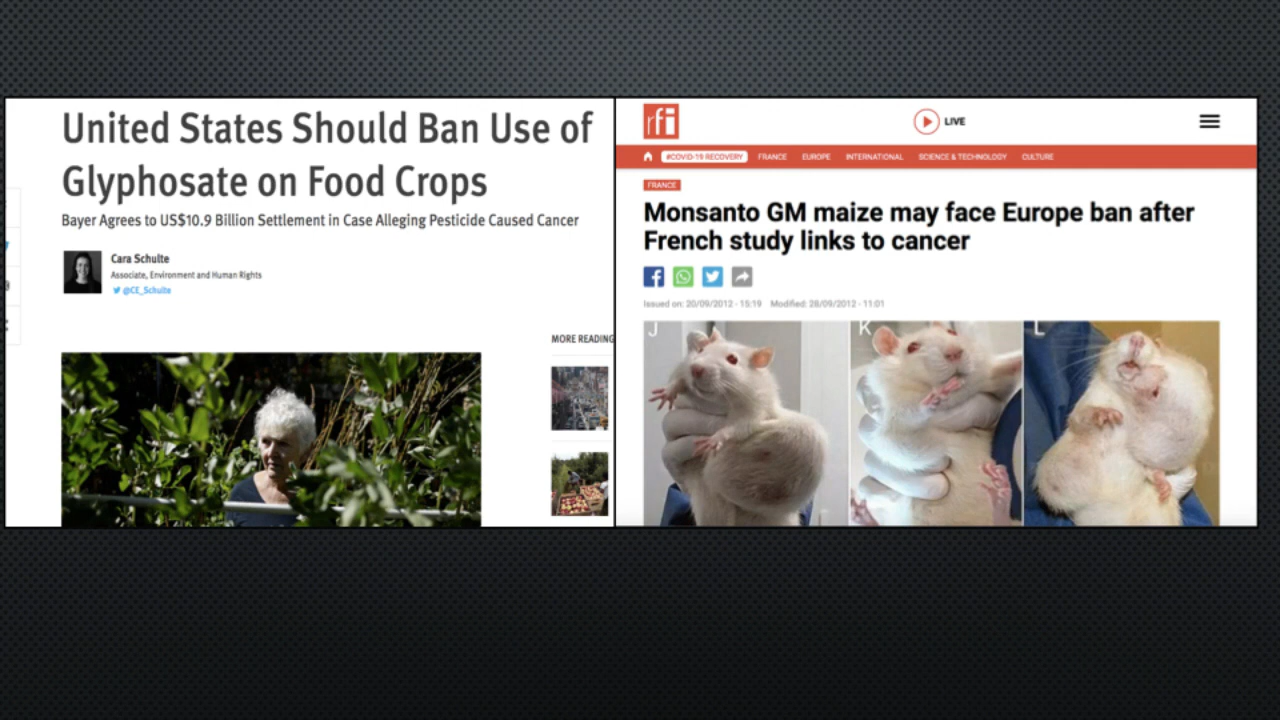 United States Should Ban Use of
Glyphosate on Food Crops
Bayer Agrees to US$10.9 Billion Settlement in Case Alleging Pesticide Caused Cancer
Cara Schulte
Associate, Environment and Human Rights
@CE_Schulte
MORE READING
rfi
LIVE
#COVID-19 RECOVERY FRANCE EUROPE INTERNATIONAL SCIENCE & TECHNOLOGY CULTURE
FRANCE
Monsanto GM maize may face Europe ban after
French study links to cancer
Issued on: 20/09/2012 - 15:19 Modified: 28/09/2012 - 11:01
J K L